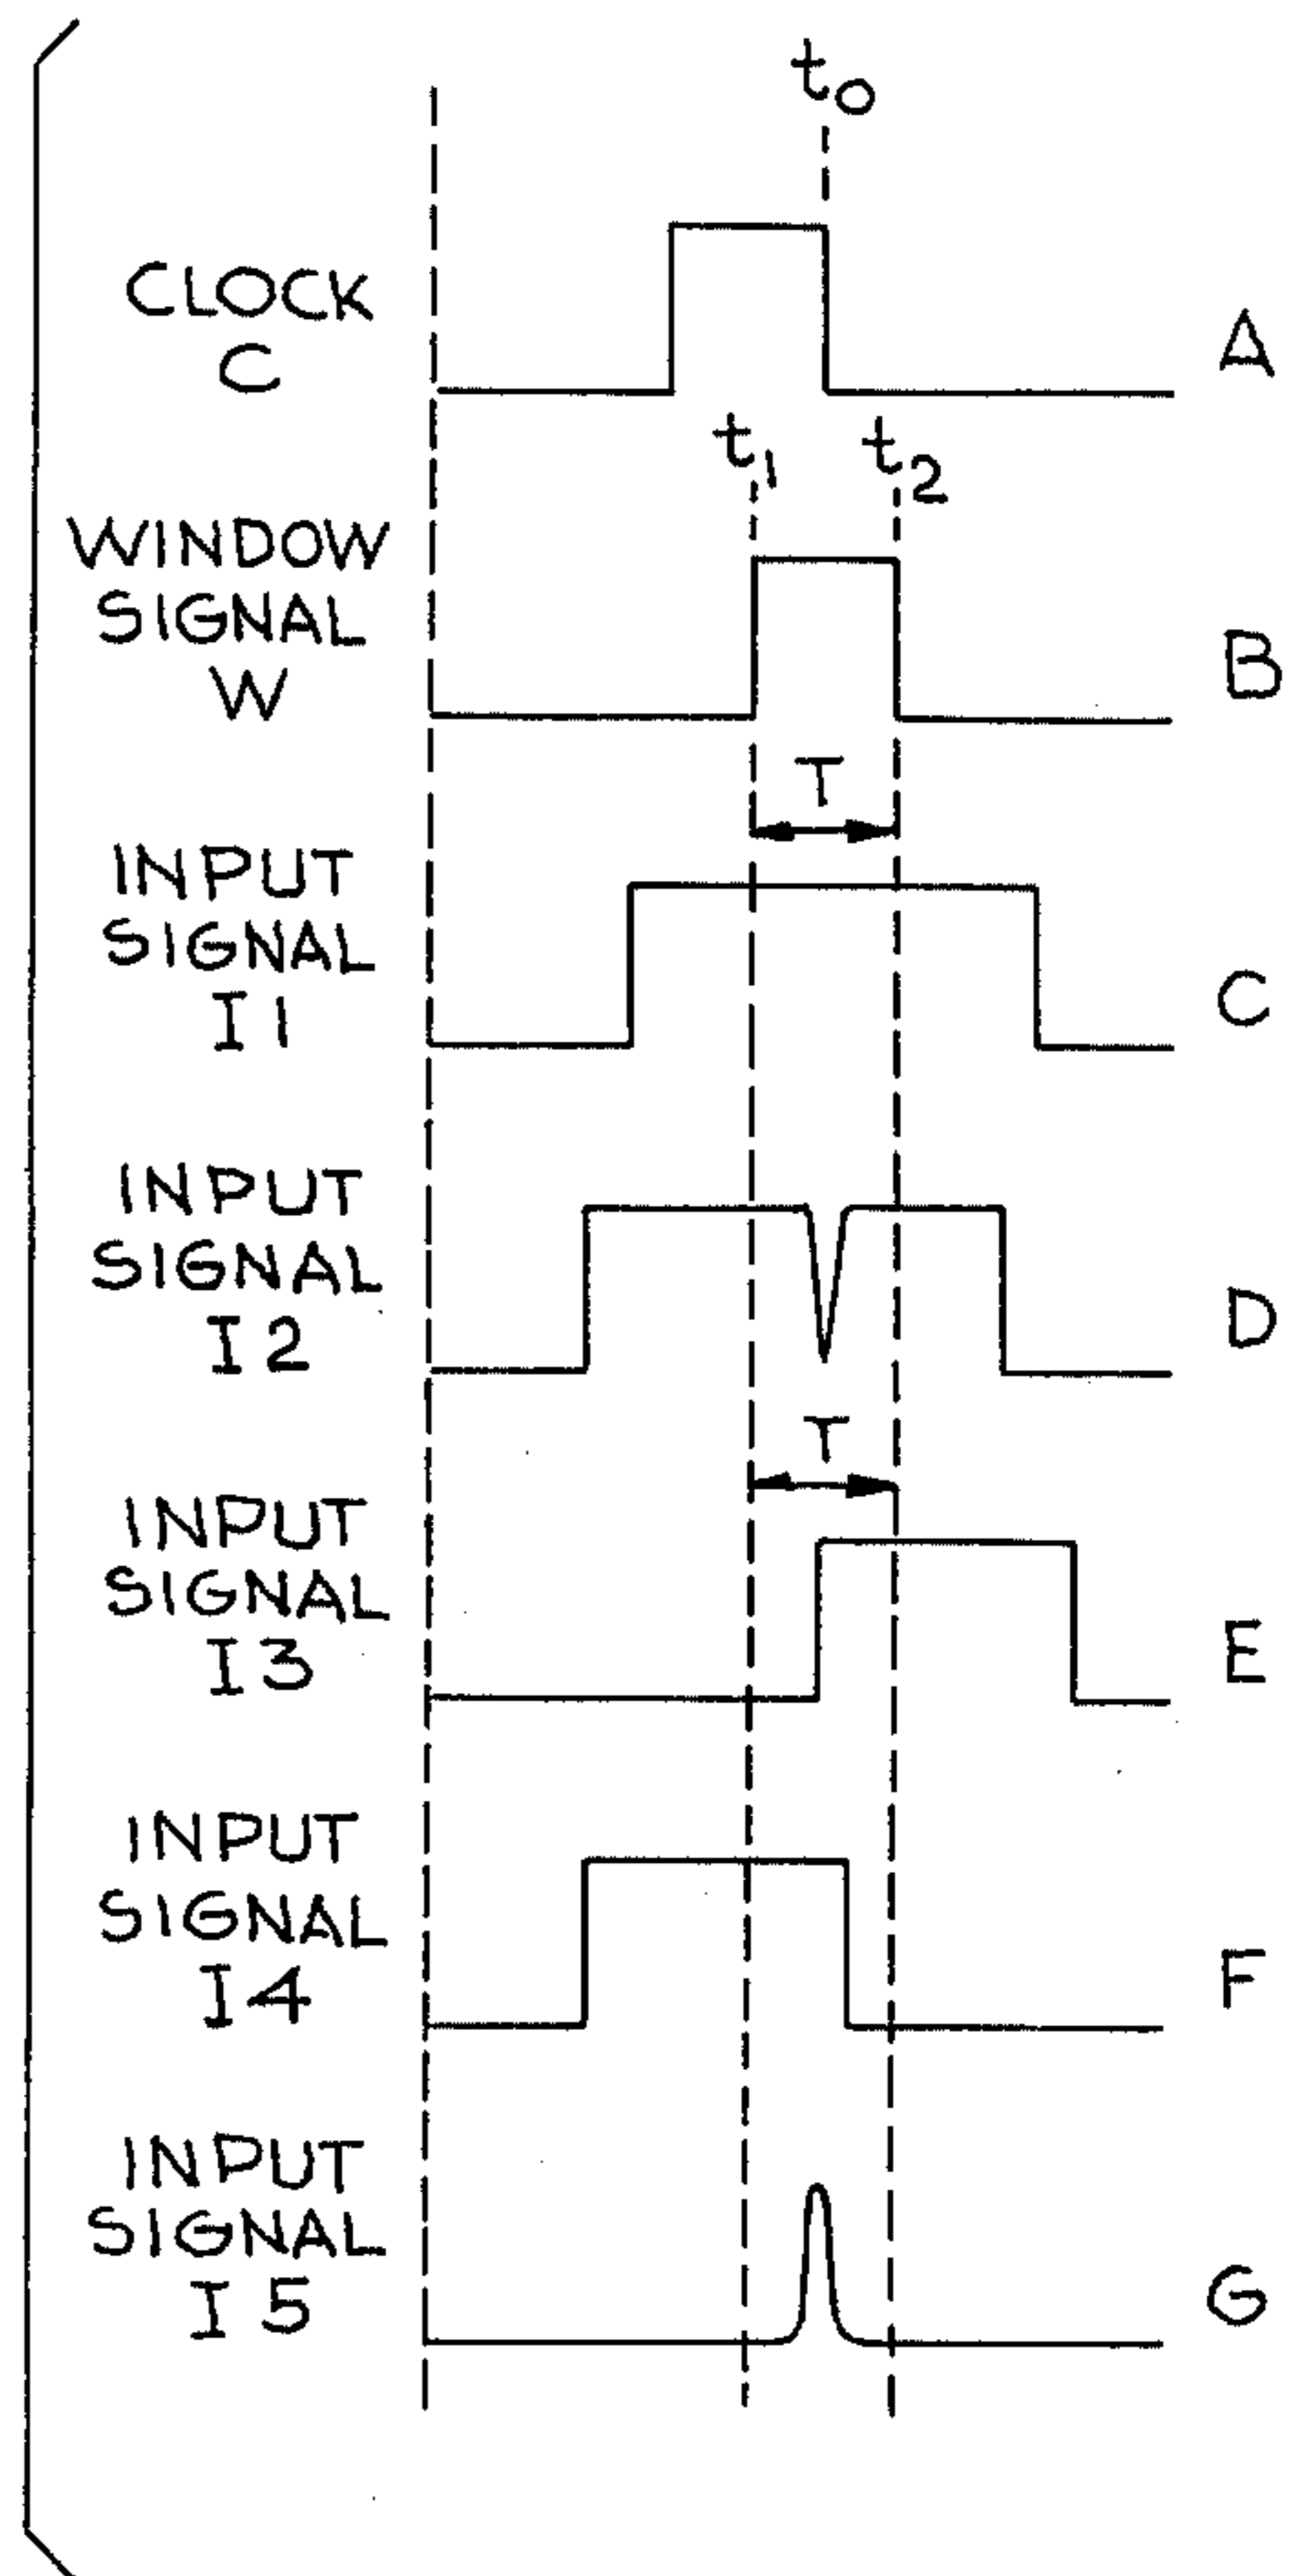 t0
CLOCK
C
A
t1 t2
WINDOW
SIGNAL
W
B
T
INPUT
SIGNAL
I1
C
INPUT
SIGNAL
I2
D
T
INPUT
SIGNAL
I3
E
INPUT
SIGNAL
I4
F
INPUT
SIGNAL
I5
G